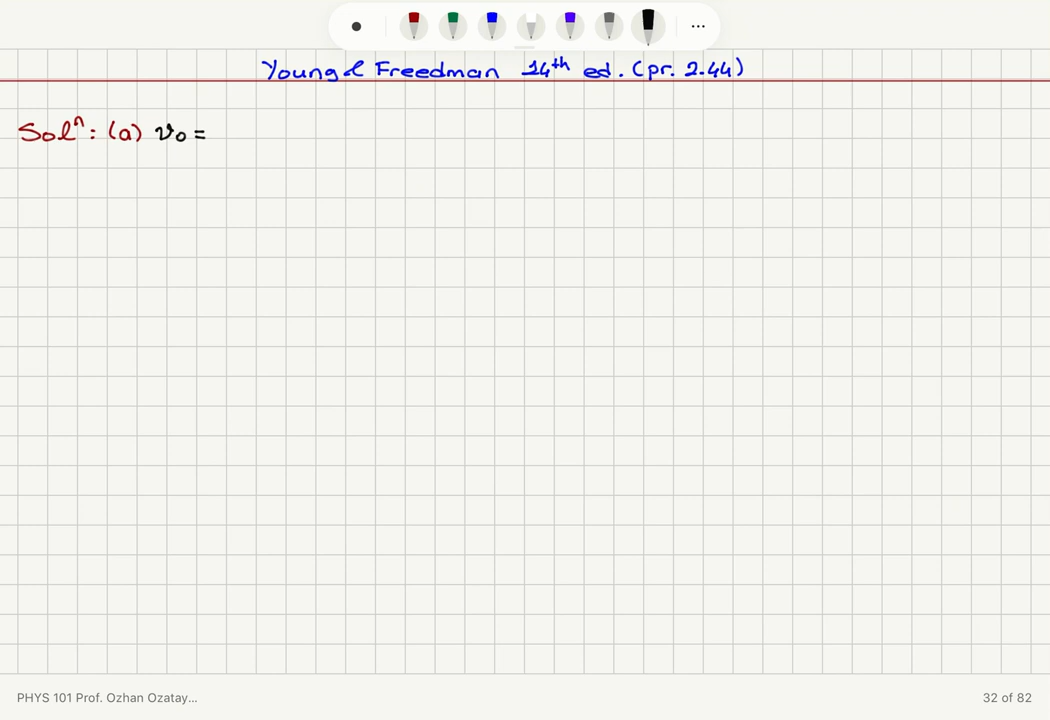 Young & Freedman 14th ed. (pr. 2.44)
Solⁿ: (a) v₀ =
PHYS 101 Prof. Ozhan Ozatay...
32 of 82